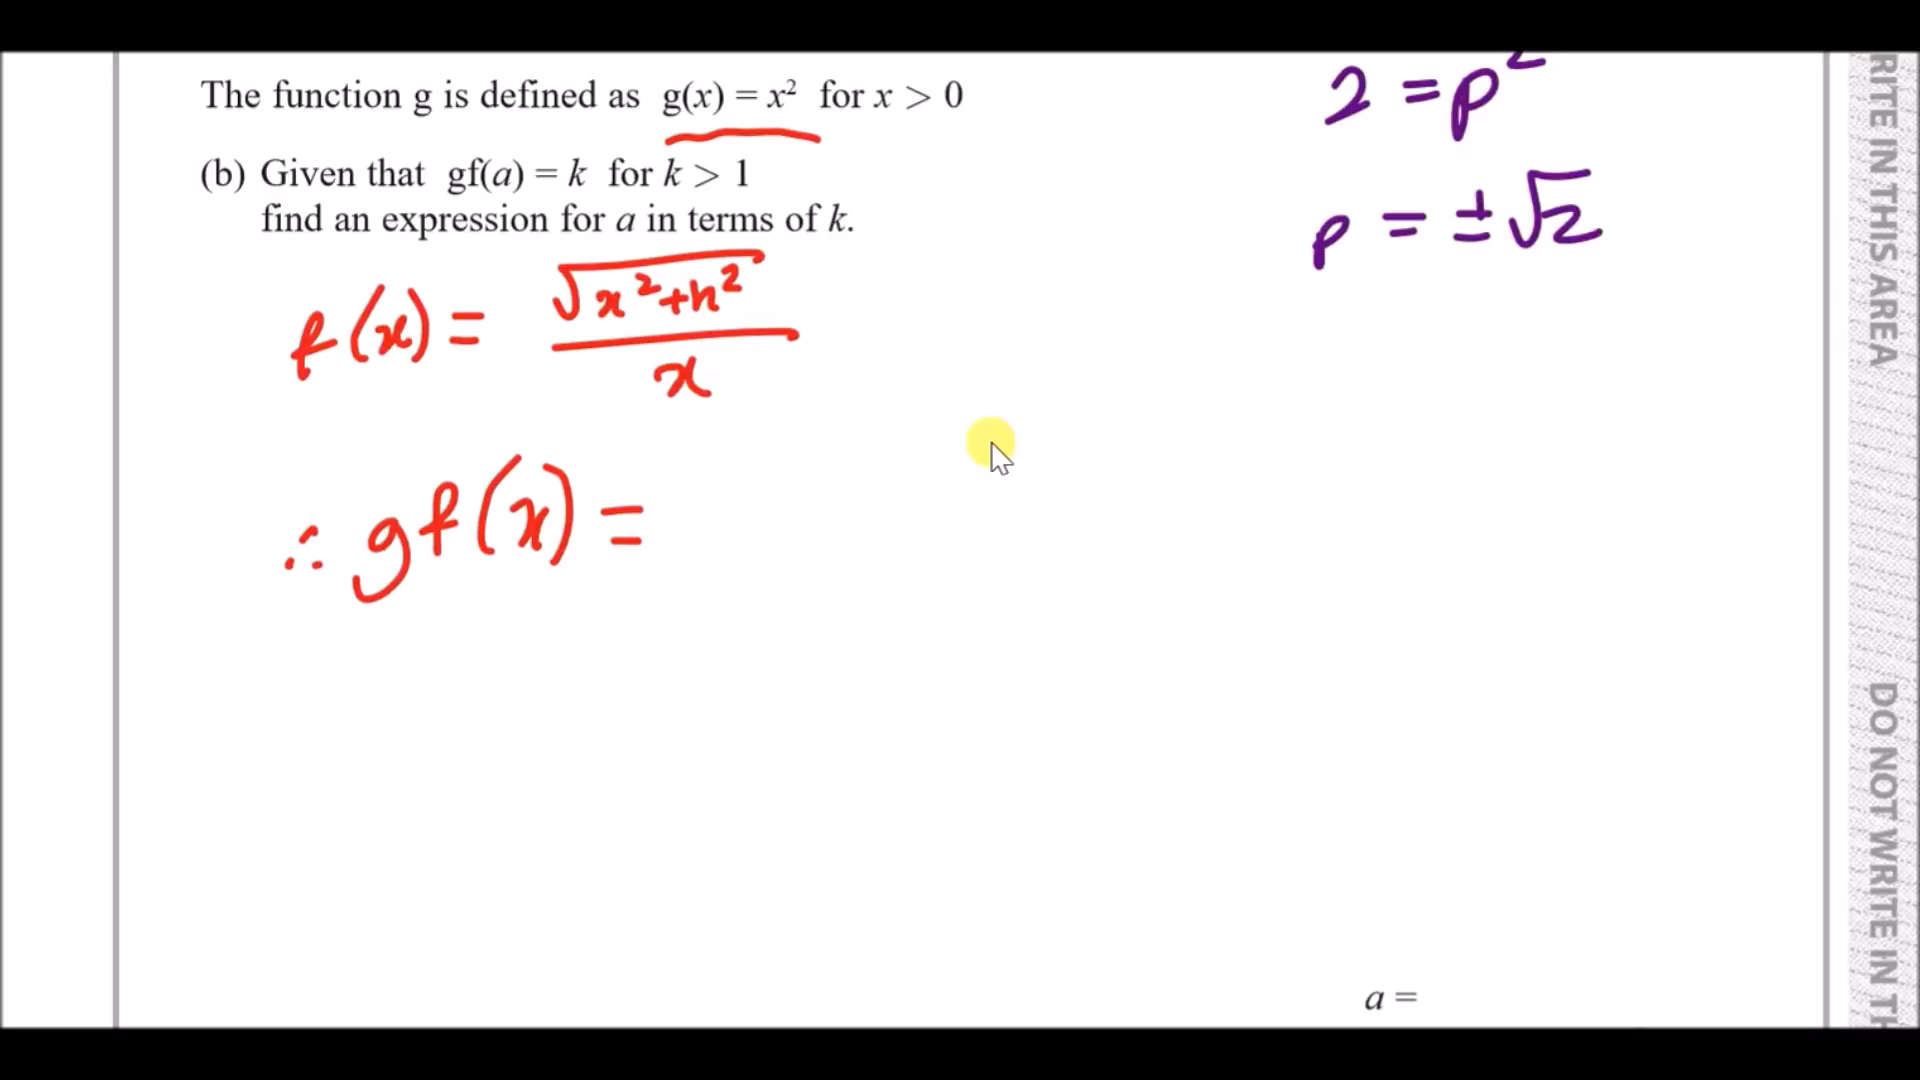 The function g is defined as g(x) = x² for x > 0
(b) Given that gf(a) = k for k > 1
find an expression for a in terms of k.
f(x) = √(x²+n²) / x
∴ gf(x) =
2 = p²
p = ±√2
a =
RITE IN THIS AREA
DO NOT WRITE IN TH